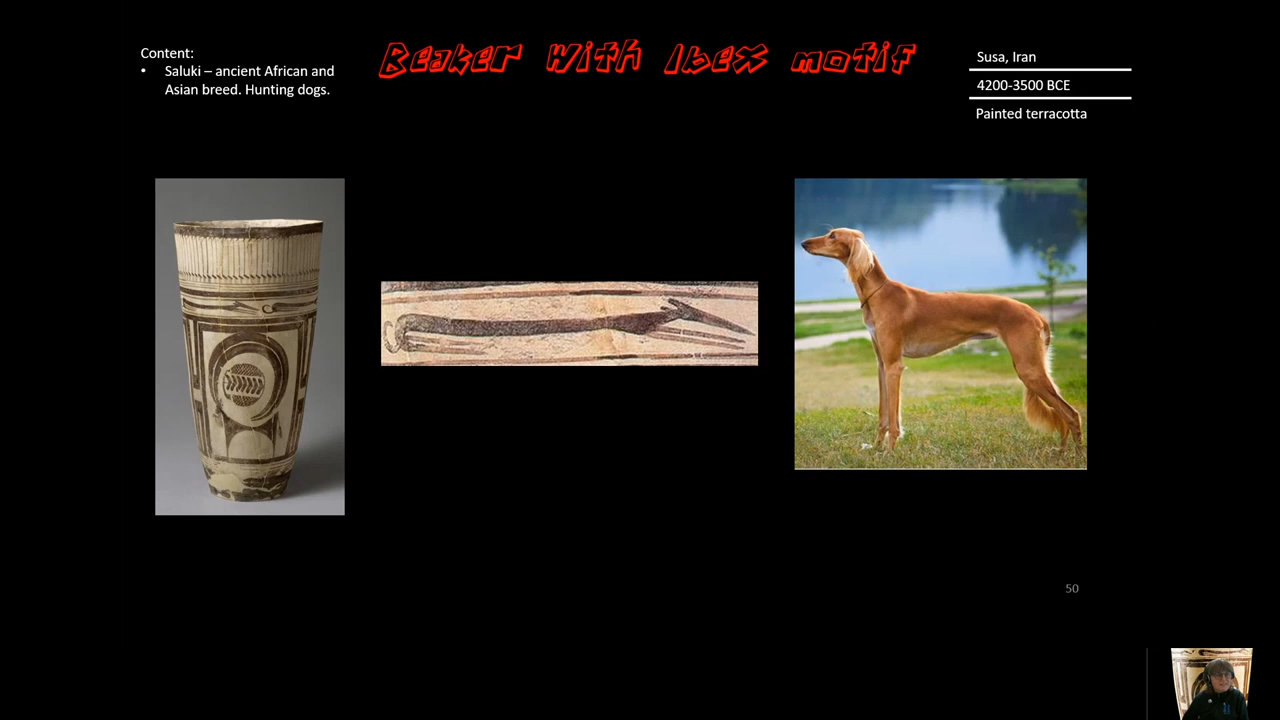 Content:
• Saluki – ancient African and
Asian breed. Hunting dogs.
Beaker With Ibex motif
Susa, Iran
4200-3500 BCE
Painted terracotta
50